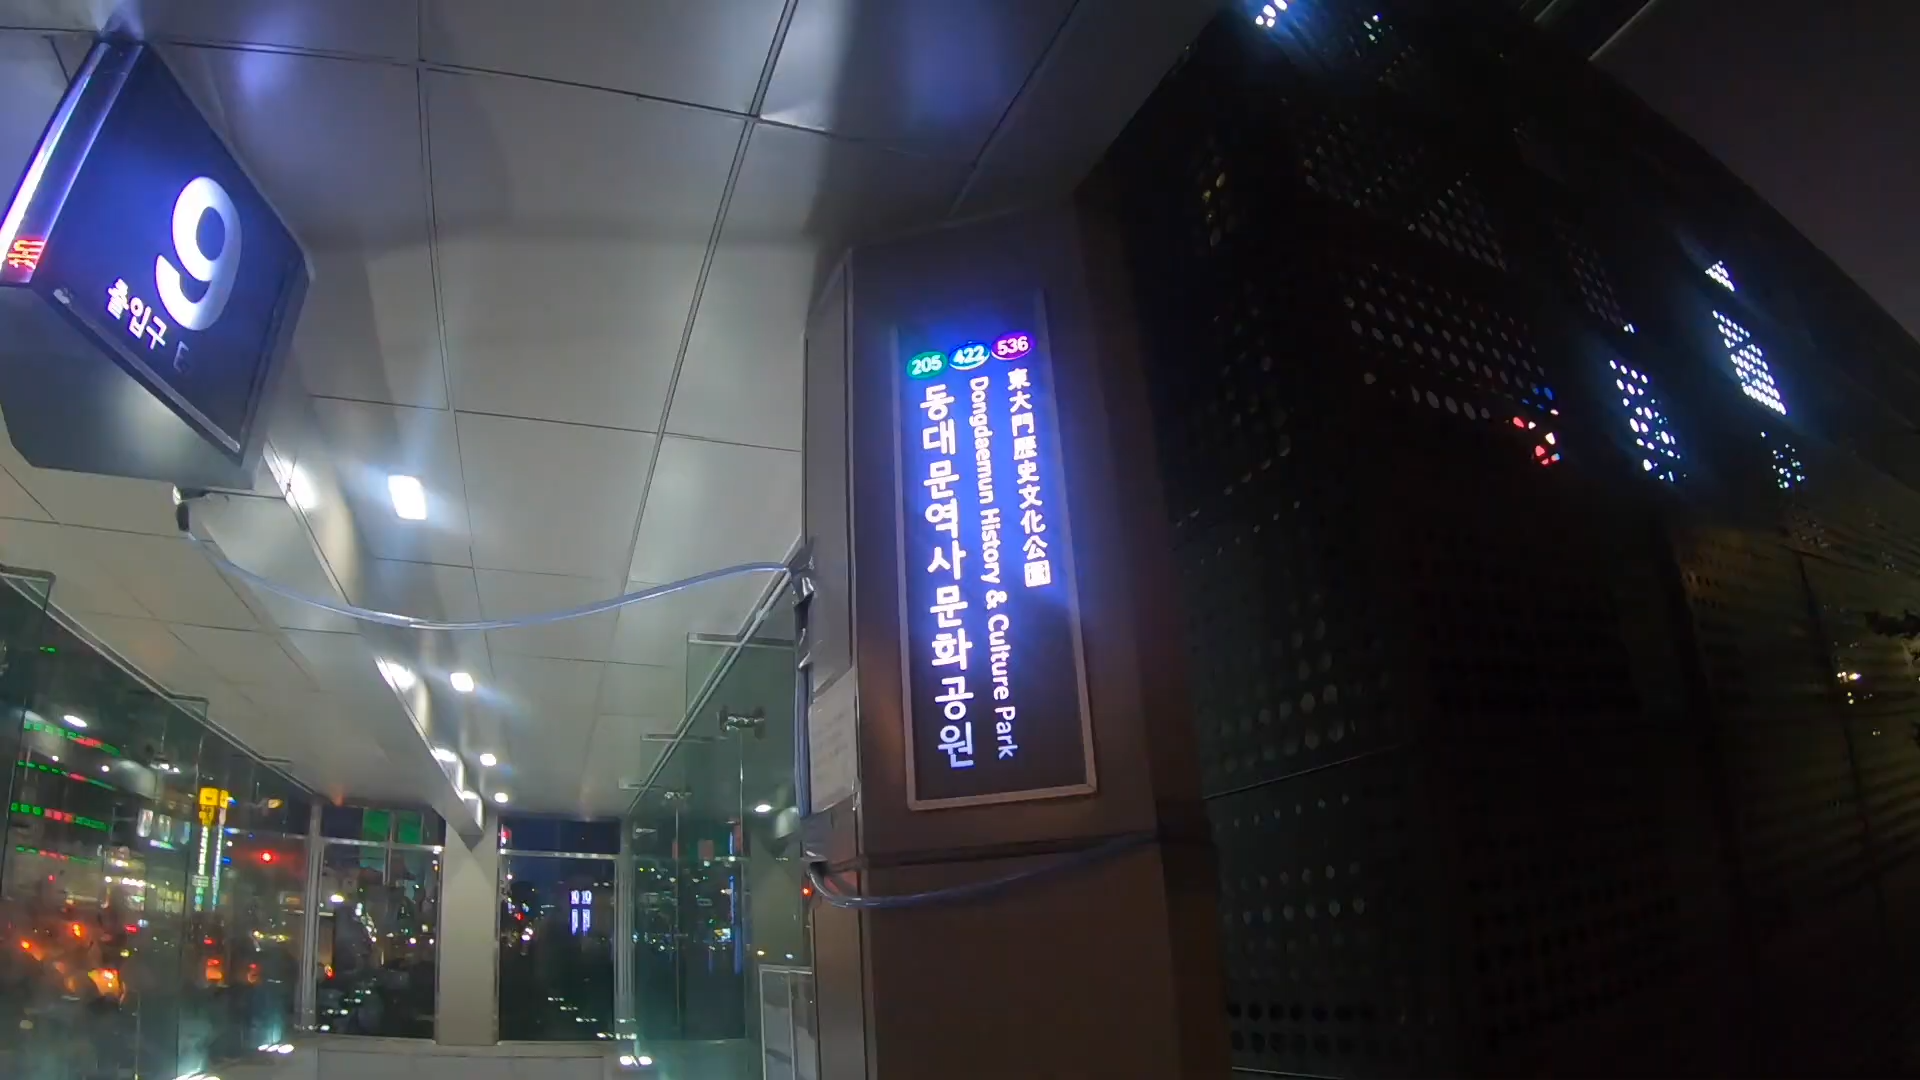 9
출입구
205 422 536
동대문역사문화공원
Dongdaemun History & Culture Park
東大門歷史文化公園